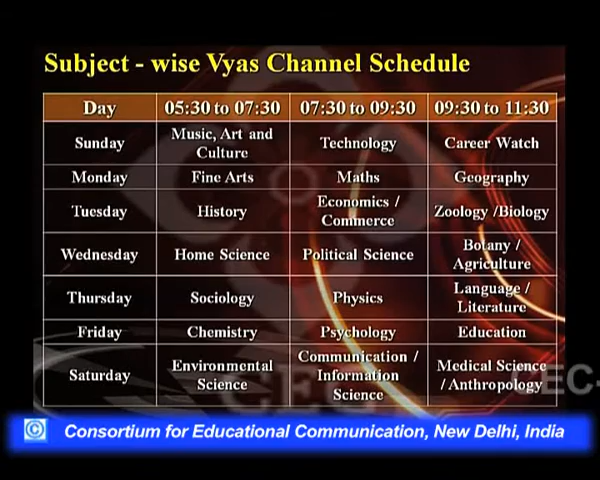 Subject - wise Vyas Channel Schedule
Day 05:30 to 07:30 07:30 to 09:30 09:30 to 11:30
Sunday Music, Art and Culture Technology Career Watch
Monday Fine Arts Maths Geography
Tuesday History Economics / Commerce Zoology /Biology
Wednesday Home Science Political Science Botany / Agriculture
Thursday Sociology Physics Language / Literature
Friday Chemistry Psychology Education
Saturday Environmental Science Communication / Information Science Medical Science / Anthropology
CEC
CEC-
© Consortium for Educational Communication, New Delhi, India